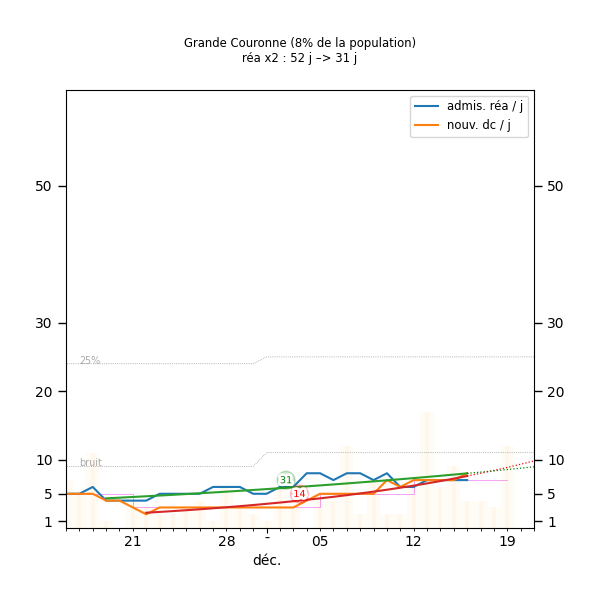 Grande Couronne (8% de la population)
réa x2 : 52 j –> 31 j
admis. réa / j
nouv. dc / j
50 50
30 30
25%
20 20
bruit
10 10
31
14
5 5
1 1
21 28 - 05 12 19
déc.